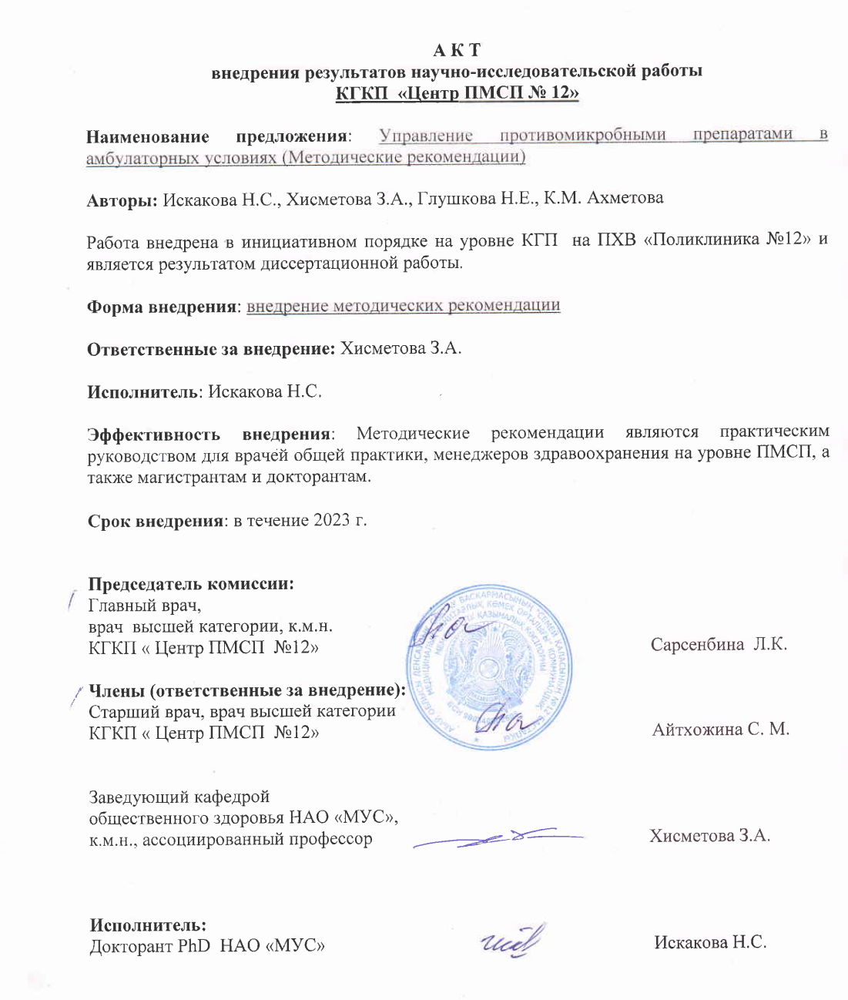 А К Т
внедрения результатов научно-исследовательской работы
КГКП «Центр ПМСП № 12»
Наименование предложения: Управление противомикробными препаратами в
амбулаторных условиях (Методические рекомендации)
Авторы: Искакова Н.С., Хисметова З.А., Глушкова Н.Е., К.М. Ахметова
Работа внедрена в инициативном порядке на уровне КГП на ПХВ «Поликлиника №12» и
является результатом диссертационной работы.
Форма внедрения: внедрение методических рекомендации
Ответственные за внедрение: Хисметова З.А.
Исполнитель: Искакова Н.С.
Эффективность внедрения: Методические рекомендации являются практическим
руководством для врачей общей практики, менеджеров здравоохранения на уровне ПМСП, а
также магистрантам и докторантам.
Срок внедрения: в течение 2023 г.
Председатель комиссии:
Главный врач,
врач высшей категории, к.м.н.
КГКП « Центр ПМСП №12» Сарсенбина Л.К.
Члены (ответственные за внедрение):
Старший врач, врач высшей категории
КГКП « Центр ПМСП №12» Айтхожина С. М.
Заведующий кафедрой
общественного здоровья НАО «МУС»,
к.м.н., ассоциированный профессор Хисметова З.А.
Исполнитель:
Докторант PhD НАО «МУС» Искакова Н.С.